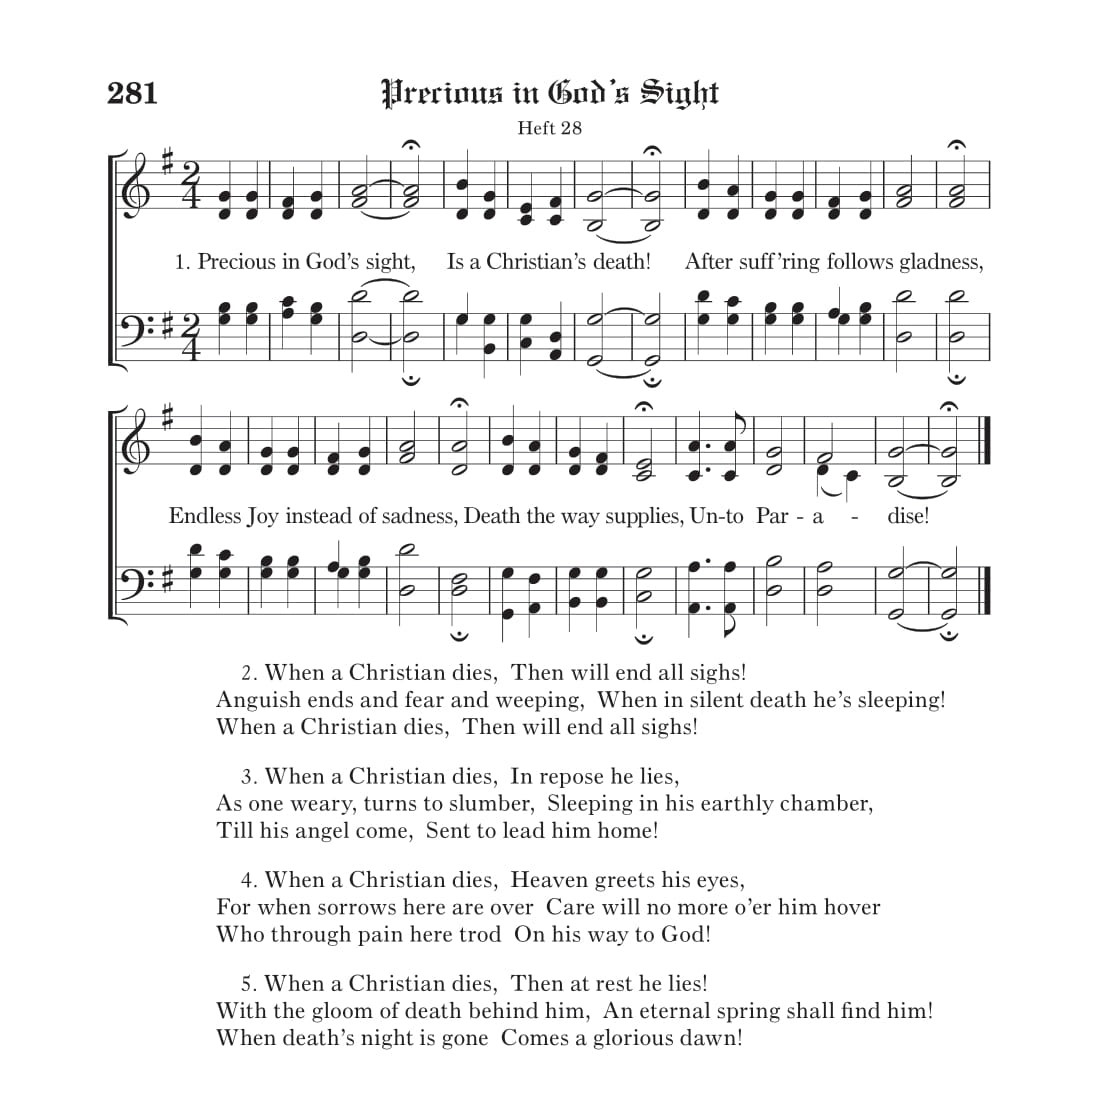 281 Precious in God's Sight
Heft 28
2
4
1. Precious in God's sight, Is a Christian's death! After suff'ring follows gladness,
2
4
Endless Joy instead of sadness, Death the way supplies, Un-to Par - a - dise!
2. When a Christian dies, Then will end all sighs!
Anguish ends and fear and weeping, When in silent death he's sleeping!
When a Christian dies, Then will end all sighs!
3. When a Christian dies, In repose he lies,
As one weary, turns to slumber, Sleeping in his earthly chamber,
Till his angel come, Sent to lead him home!
4. When a Christian dies, Heaven greets his eyes,
For when sorrows here are over Care will no more o'er him hover
Who through pain here trod On his way to God!
5. When a Christian dies, Then at rest he lies!
With the gloom of death behind him, An eternal spring shall find him!
When death's night is gone Comes a glorious dawn!